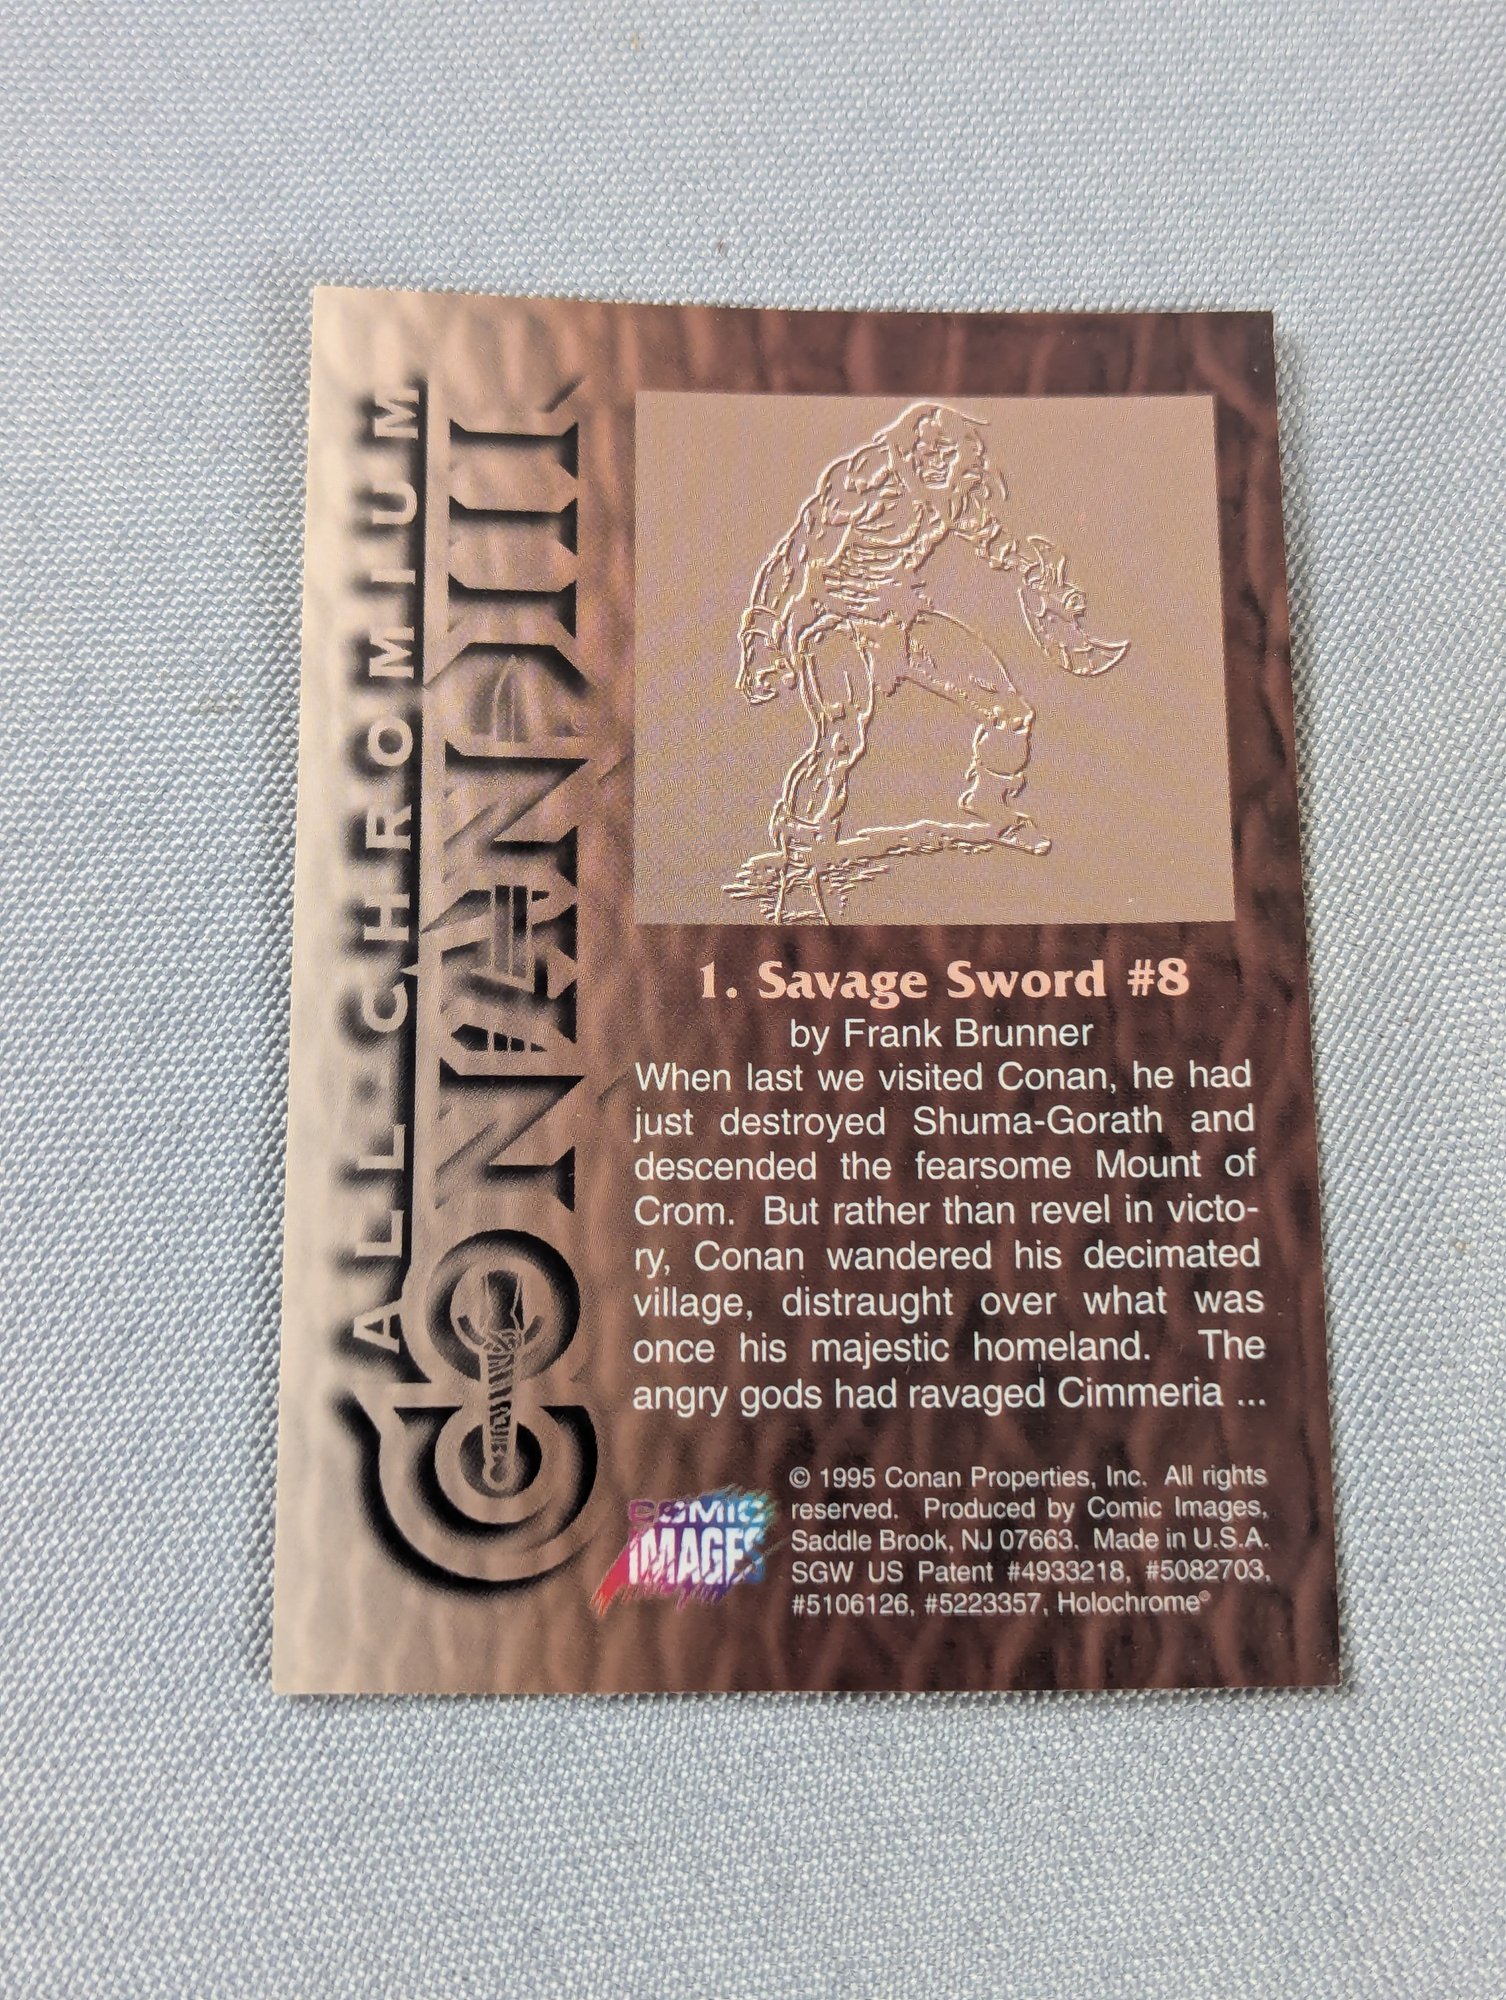 ALL CHROMIUM
CONAN II
1. Savage Sword #8
by Frank Brunner
When last we visited Conan, he had
just destroyed Shuma-Gorath and
descended the fearsome Mount of
Crom. But rather than revel in victo-
ry, Conan wandered his decimated
village, distraught over what was
once his majestic homeland. The
angry gods had ravaged Cimmeria ...
COMIC
IMAGES
© 1995 Conan Properties, Inc. All rights
reserved. Produced by Comic Images,
Saddle Brook, NJ 07663. Made in U.S.A.
SGW US Patent #4933218, #5082703,
#5106126, #5223357, Holochrome©